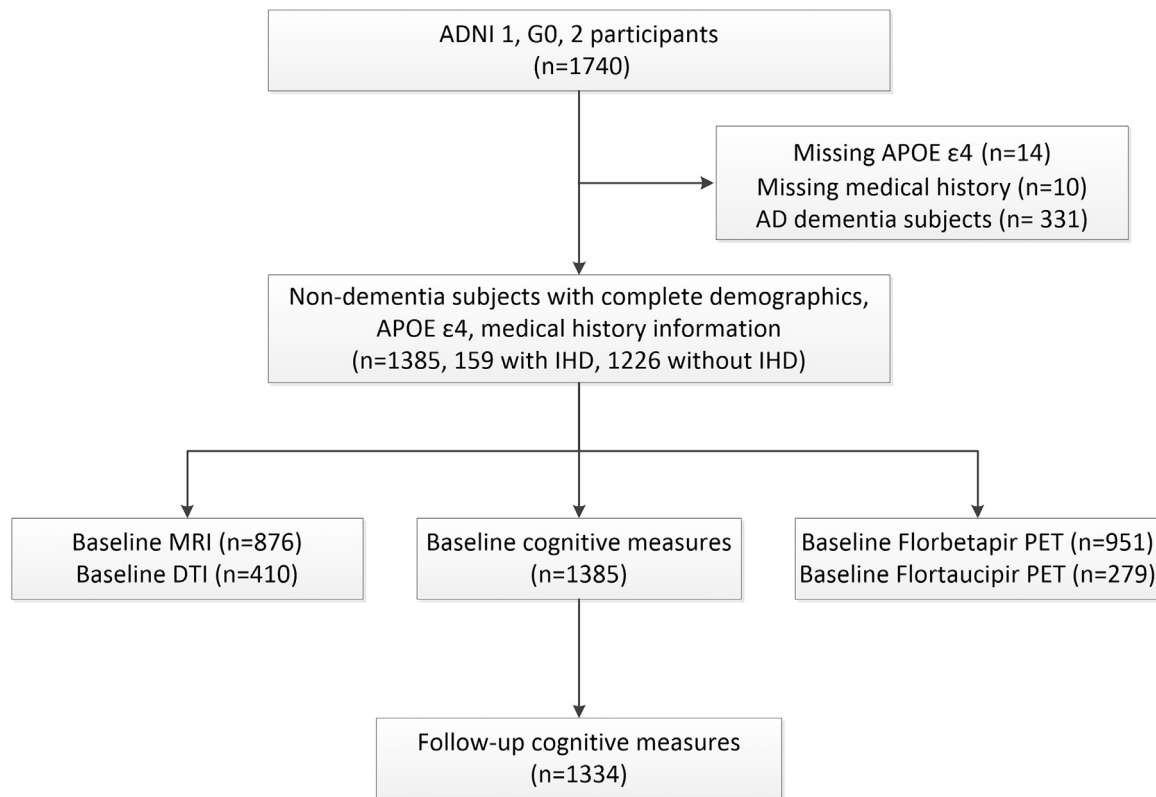 ADNI 1, G0, 2 participants
(n=1740)
Missing APOE ε4 (n=14)
Missing medical history (n=10)
AD dementia subjects (n= 331)
Non-dementia subjects with complete demographics,
APOE ε4, medical history information
(n=1385, 159 with IHD, 1226 without IHD)
Baseline MRI (n=876)
Baseline DTI (n=410)
Baseline cognitive measures
(n=1385)
Baseline Florbetapir PET (n=951)
Baseline Flortaucipir PET (n=279)
Follow-up cognitive measures
(n=1334)